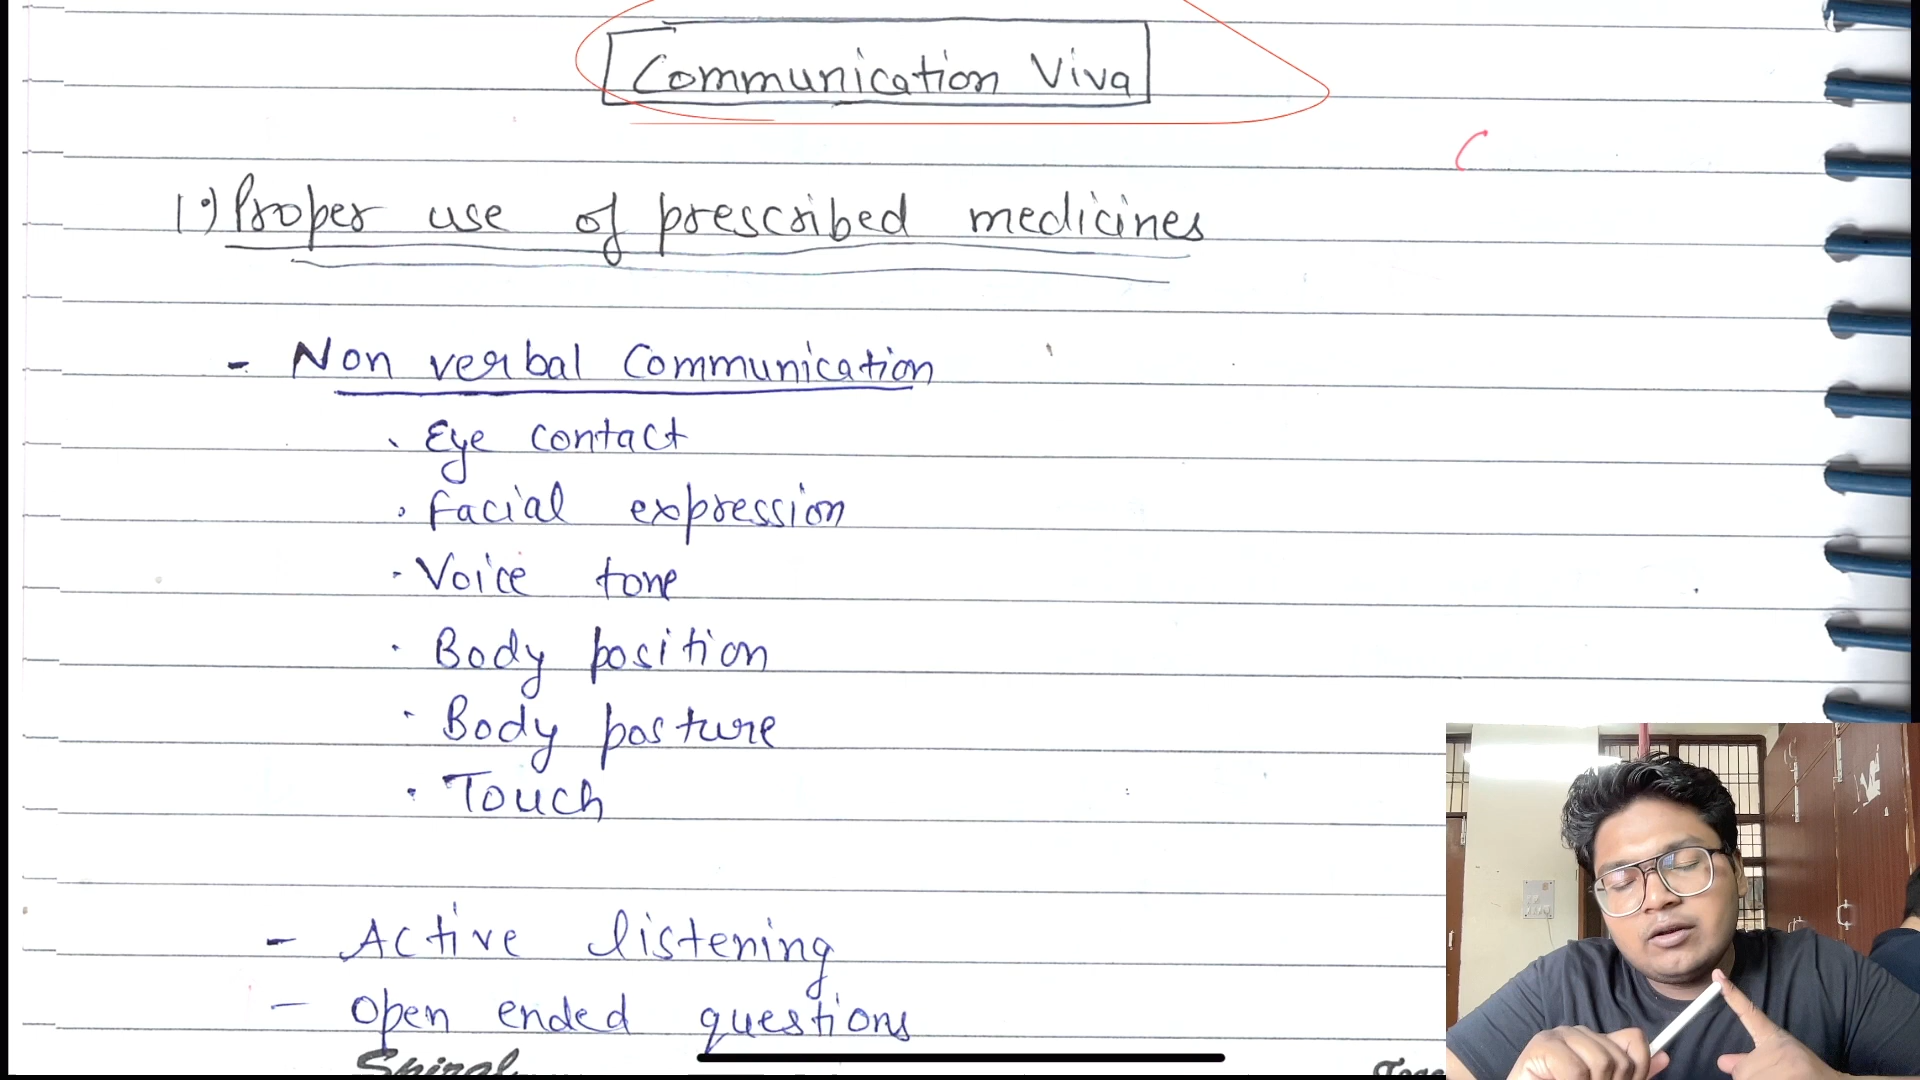 Communication Viva
1.) Proper use of prescribed medicines
- Non verbal Communication
. Eye contact
. Facial expression
. Voice tone
. Body position
. Body posture
. Touch
- Active listening
- Open ended questions
Spiral